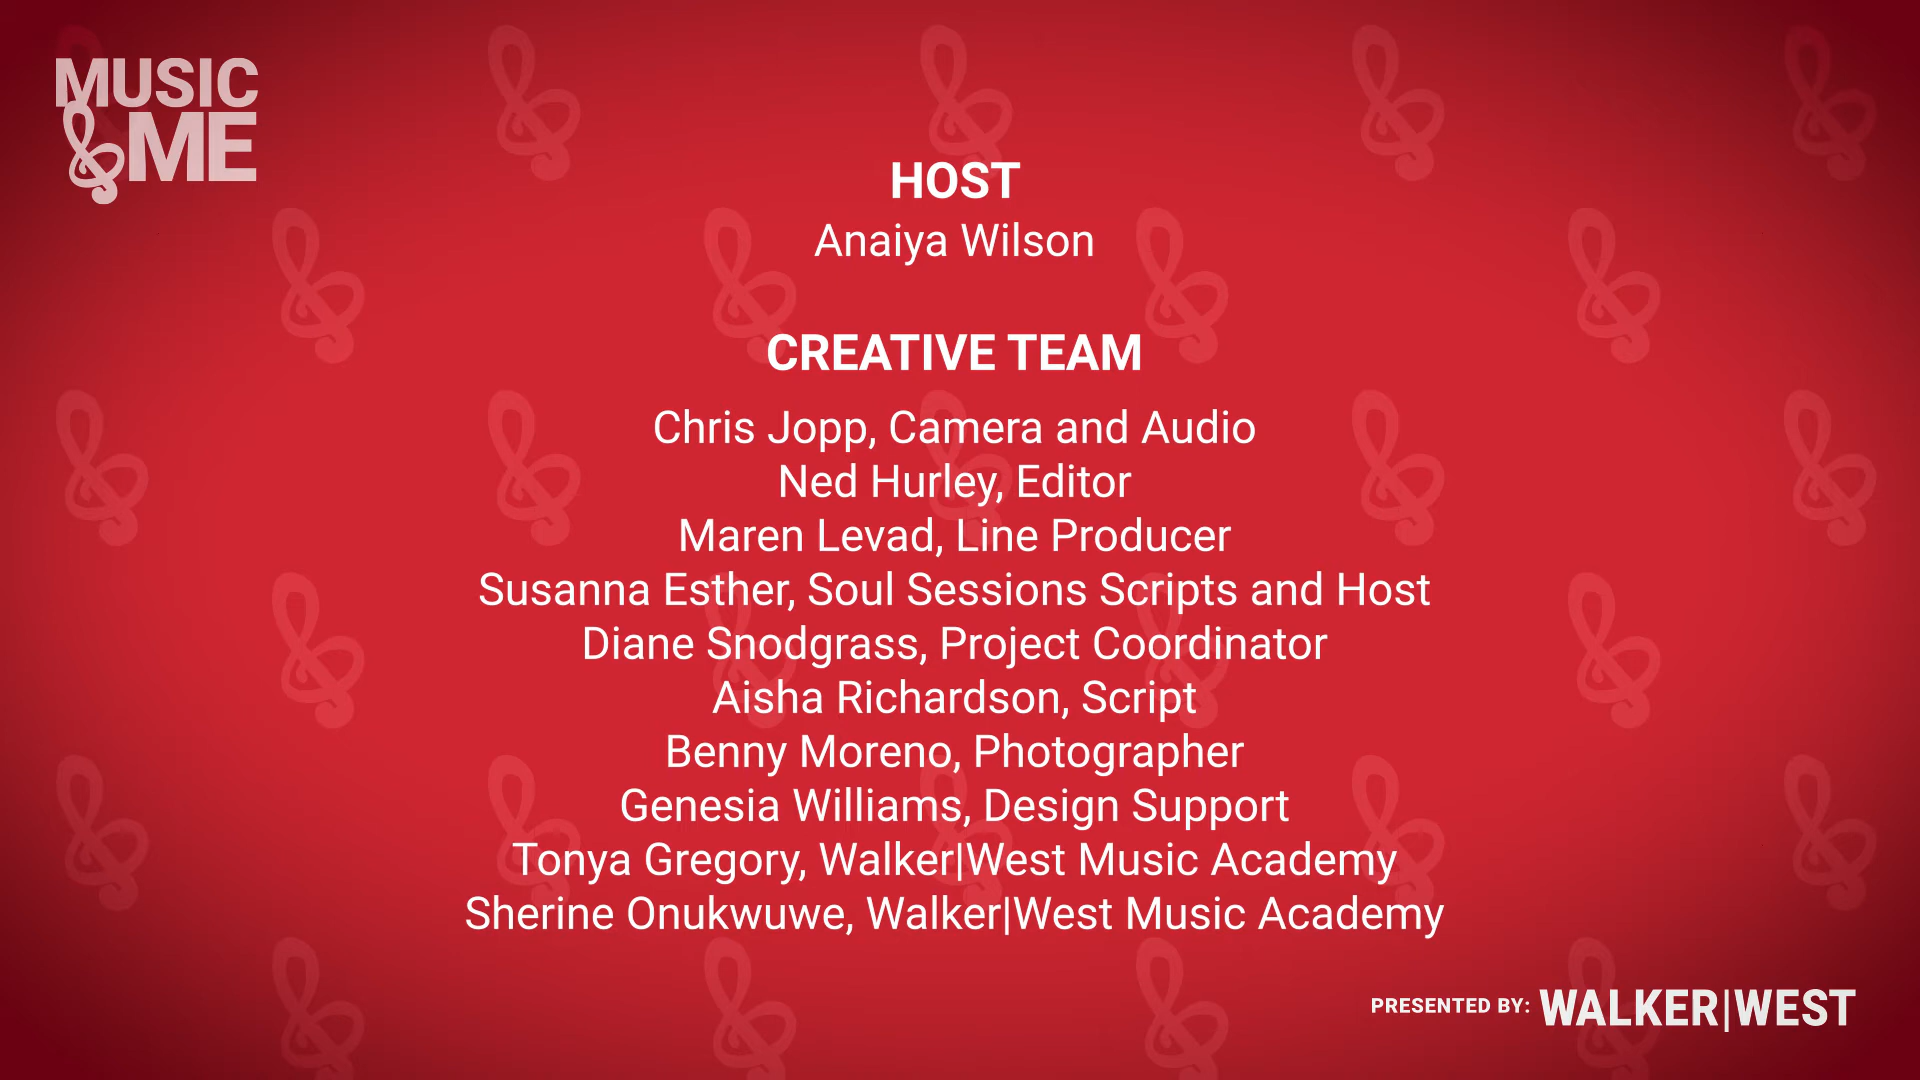 MUSIC
&ME
HOST
Anaiya Wilson
CREATIVE TEAM
Chris Jopp, Camera and Audio
Ned Hurley, Editor
Maren Levad, Line Producer
Susanna Esther, Soul Sessions Scripts and Host
Diane Snodgrass, Project Coordinator
Aisha Richardson, Script
Benny Moreno, Photographer
Genesia Williams, Design Support
Tonya Gregory, Walker|West Music Academy
Sherine Onukwuwe, Walker|West Music Academy
PRESENTED BY: WALKER|WEST